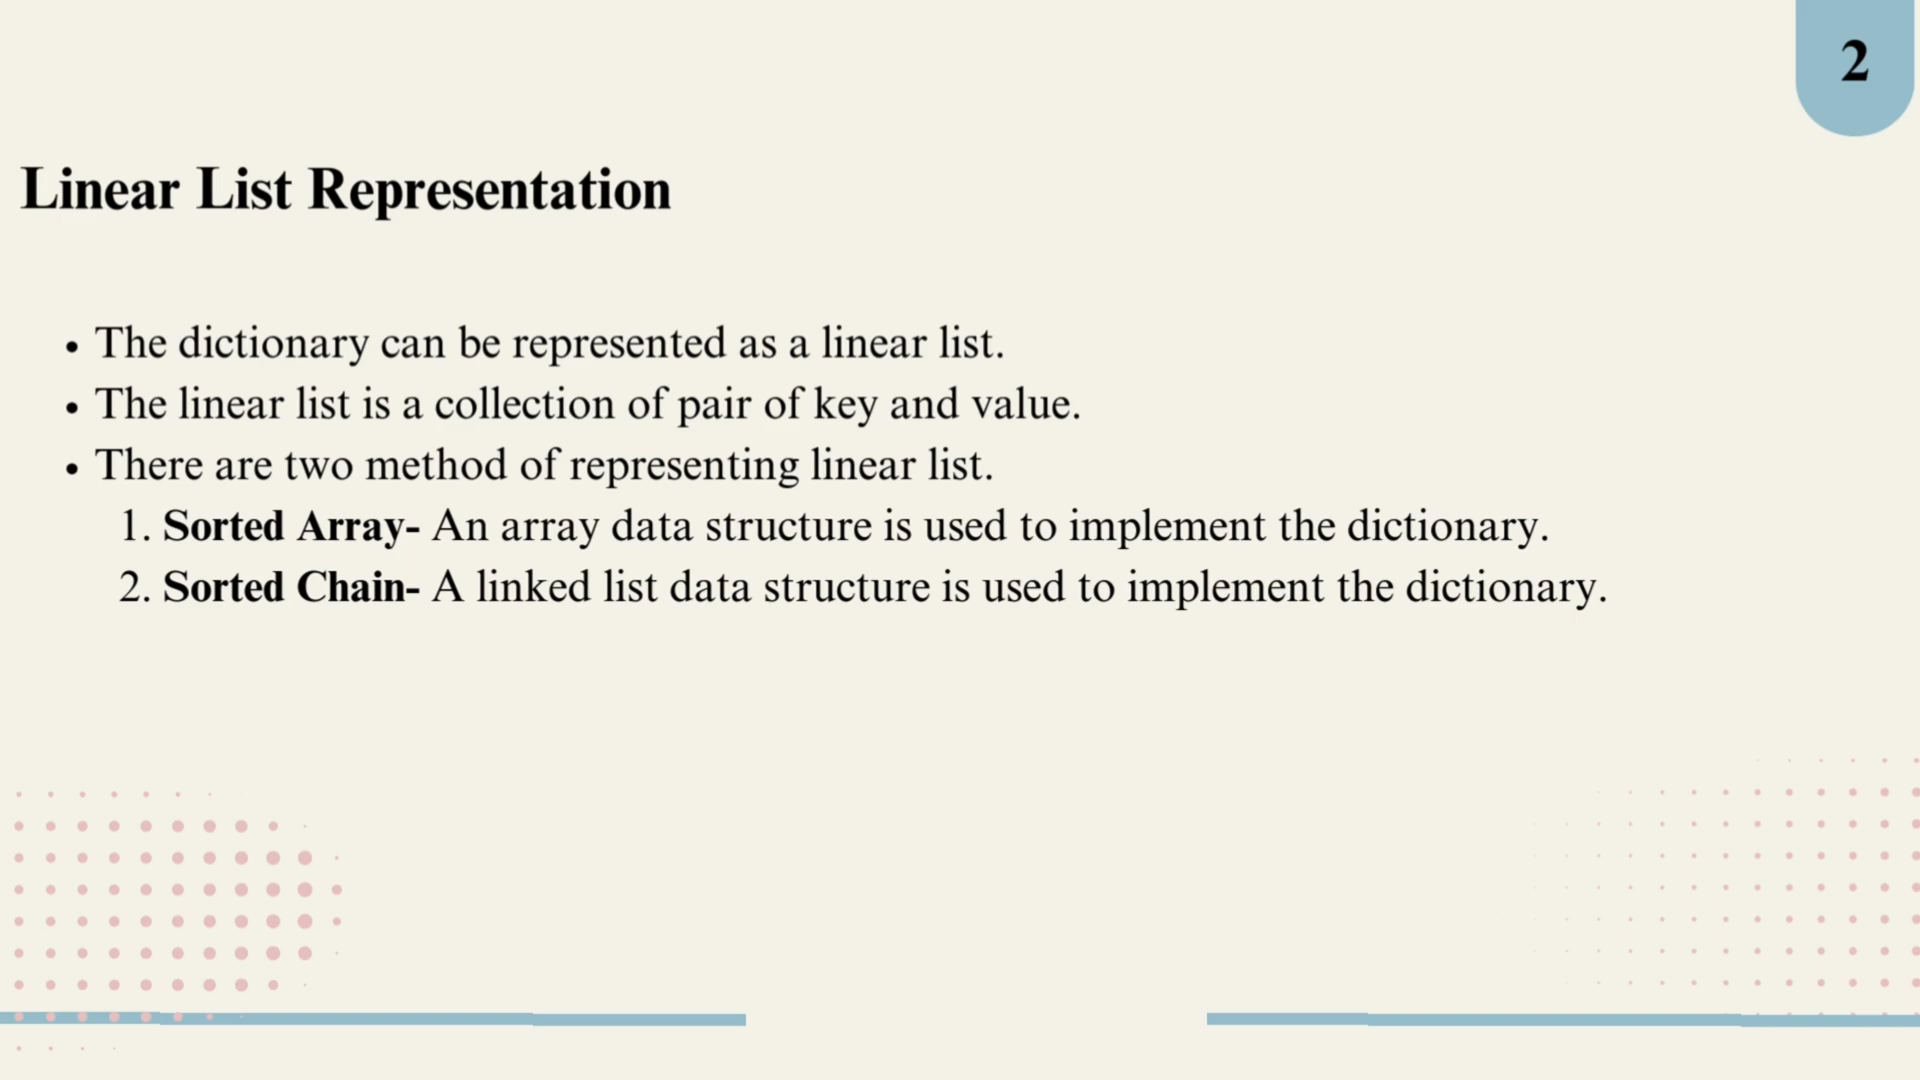 2
Linear List Representation
• The dictionary can be represented as a linear list.
• The linear list is a collection of pair of key and value.
• There are two method of representing linear list.
1. Sorted Array- An array data structure is used to implement the dictionary.
2. Sorted Chain- A linked list data structure is used to implement the dictionary.